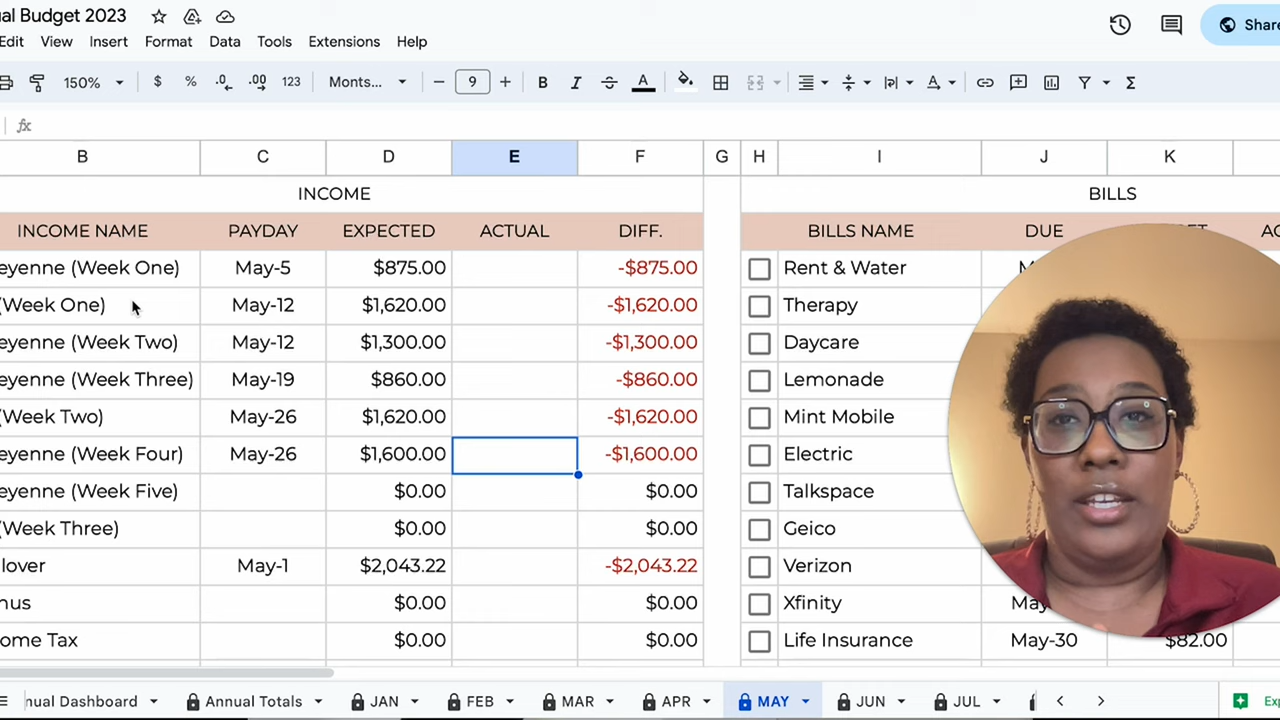 ual Budget 2023
Edit View Insert Format Data Tools Extensions Help
Share
150% $ % .0 .00 123 Monts... − 9 + B I A Σ
fx
B C D E F G H I J K
INCOME BILLS
INCOME NAME PAYDAY EXPECTED ACTUAL DIFF. BILLS NAME DUE
eyenne (Week One) May-5 $875.00 -$875.00 Rent & Water
(Week One) May-12 $1,620.00 -$1,620.00 Therapy
eyenne (Week Two) May-12 $1,300.00 -$1,300.00 Daycare
eyenne (Week Three) May-19 $860.00 -$860.00 Lemonade
(Week Two) May-26 $1,620.00 -$1,620.00 Mint Mobile
eyenne (Week Four) May-26 $1,600.00 -$1,600.00 Electric
eyenne (Week Five) $0.00 $0.00 Talkspace
(Week Three) $0.00 $0.00 Geico
lover May-1 $2,043.22 -$2,043.22 Verizon
nus $0.00 $0.00 Xfinity May
ome Tax $0.00 $0.00 Life Insurance May-30 $82.00
nual Dashboard Annual Totals JAN FEB MAR APR MAY JUN JUL